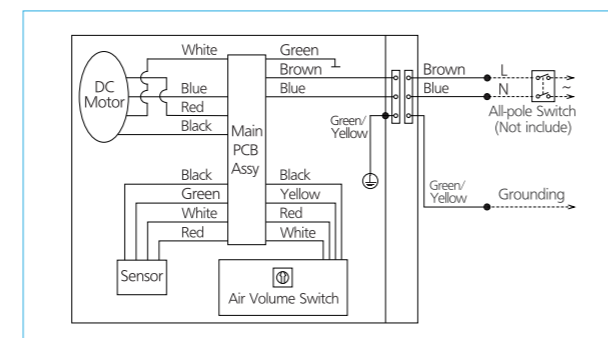 White
Green
Brown
Brown
L
DC
Motor
Blue
Blue
Blue
N
~
Red
All-pole Switch
(Not include)
Black
Main
PCB
Assy
Green/
Yellow
Black
Black
Green
Yellow
Green/
Yellow
Grounding
White
Red
Red
White
Sensor
Air Volume Switch